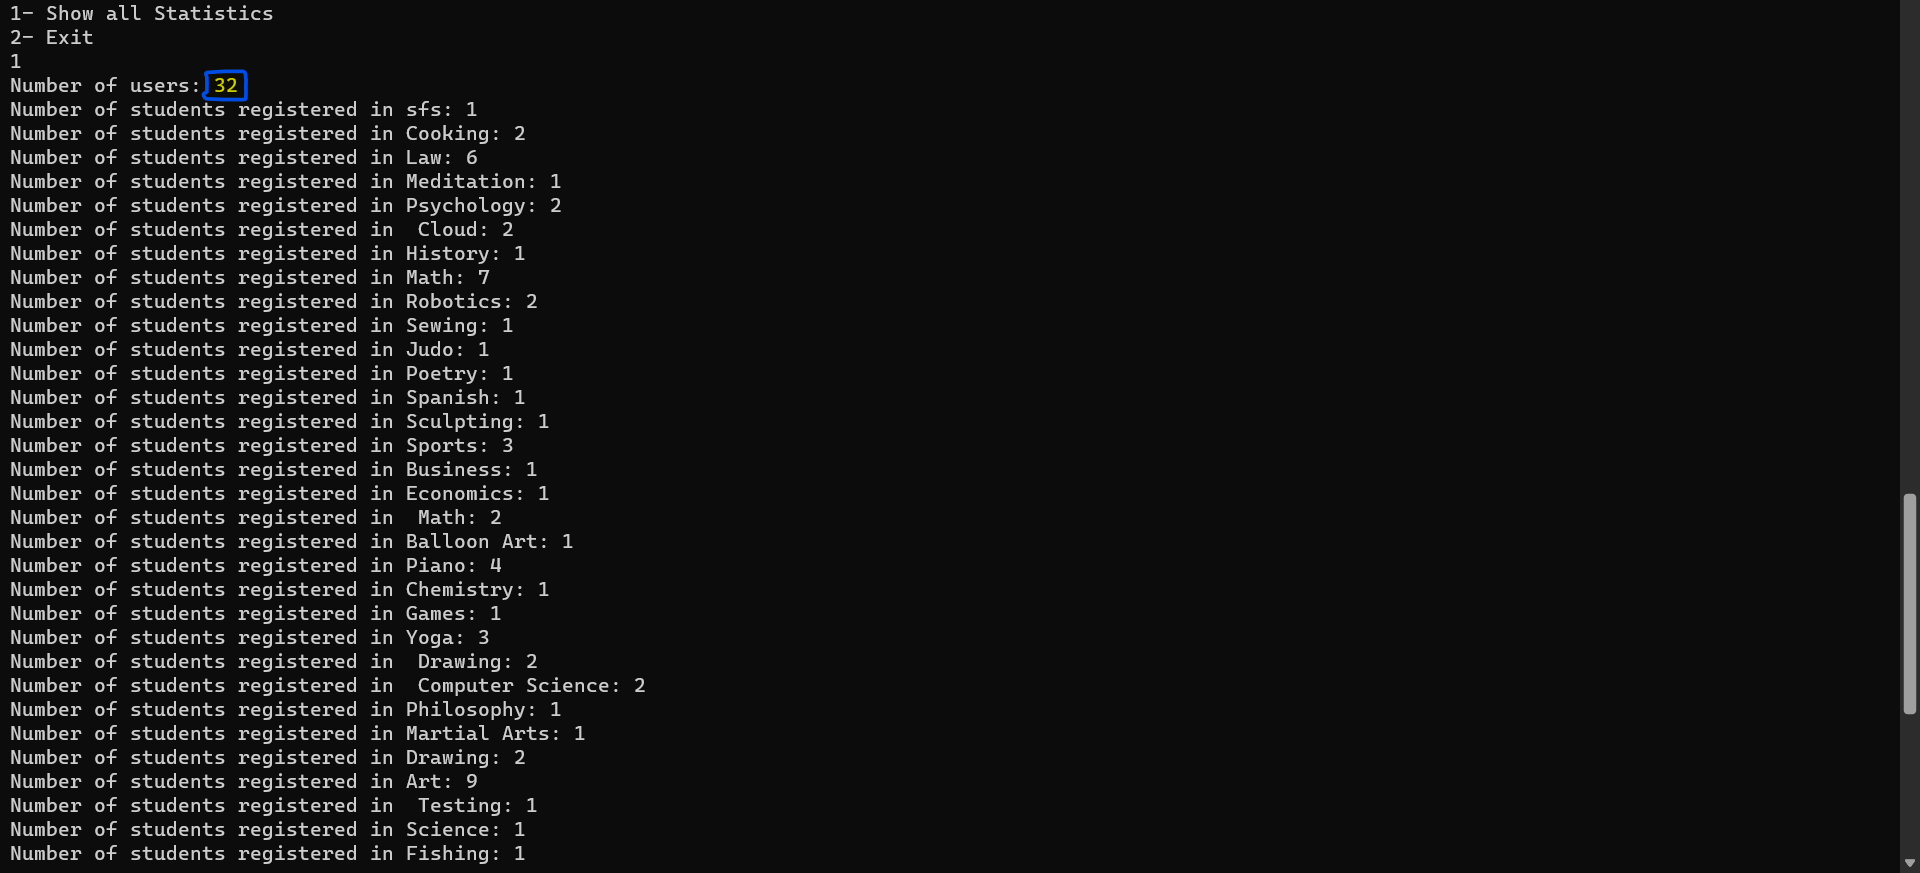 1- Show all Statistics
2- Exit
1
Number of users: 32
Number of students registered in sfs: 1
Number of students registered in Cooking: 2
Number of students registered in Law: 6
Number of students registered in Meditation: 1
Number of students registered in Psychology: 2
Number of students registered in  Cloud: 2
Number of students registered in History: 1
Number of students registered in Math: 7
Number of students registered in Robotics: 2
Number of students registered in Sewing: 1
Number of students registered in Judo: 1
Number of students registered in Poetry: 1
Number of students registered in Spanish: 1
Number of students registered in Sculpting: 1
Number of students registered in Sports: 3
Number of students registered in Business: 1
Number of students registered in Economics: 1
Number of students registered in  Math: 2
Number of students registered in Balloon Art: 1
Number of students registered in Piano: 4
Number of students registered in Chemistry: 1
Number of students registered in Games: 1
Number of students registered in Yoga: 3
Number of students registered in  Drawing: 2
Number of students registered in  Computer Science: 2
Number of students registered in Philosophy: 1
Number of students registered in Martial Arts: 1
Number of students registered in Drawing: 2
Number of students registered in Art: 9
Number of students registered in  Testing: 1
Number of students registered in Science: 1
Number of students registered in Fishing: 1